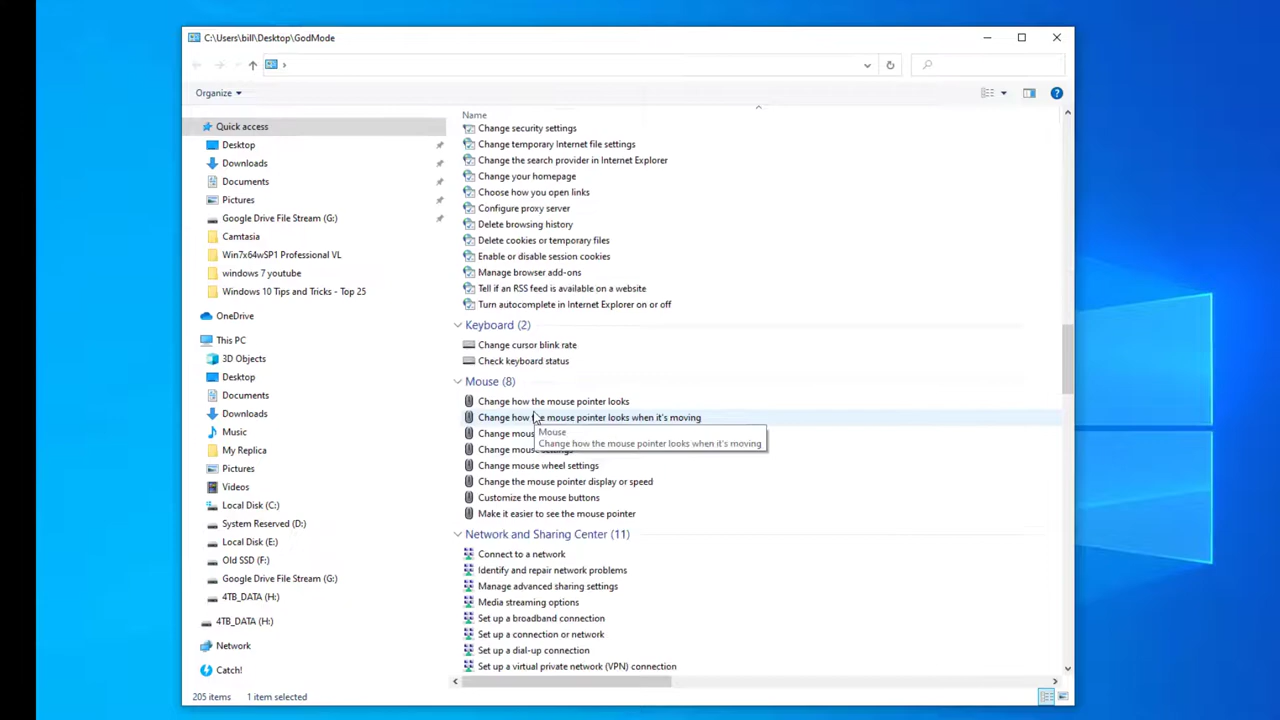 C:\Users\bill\Desktop\GodMode
Organize
Quick access
Desktop
Downloads
Documents
Pictures
Google Drive File Stream (G:)
Camtasia
Win7x64wSP1 Professional VL
windows 7 youtube
Windows 10 Tips and Tricks - Top 25
OneDrive
This PC
3D Objects
Desktop
Documents
Downloads
Music
My Replica
Pictures
Videos
Local Disk (C:)
System Reserved (D:)
Local Disk (E:)
Old SSD (F:)
Google Drive File Stream (G:)
4TB_DATA (H:)
4TB_DATA (H:)
Network
Catch!
Name
Change security settings
Change temporary Internet file settings
Change the search provider in Internet Explorer
Change your homepage
Choose how you open links
Configure proxy server
Delete browsing history
Delete cookies or temporary files
Enable or disable session cookies
Manage browser add-ons
Tell if an RSS feed is available on a website
Turn autocomplete in Internet Explorer on or off
Keyboard (2)
Change cursor blink rate
Check keyboard status
Mouse (8)
Change how the mouse pointer looks
Change how the mouse pointer looks when it's moving
Mouse
Change how the mouse pointer looks when it's moving
Change
Change mouse settings
Change mouse wheel settings
Change the mouse pointer display or speed
Customize the mouse buttons
Make it easier to see the mouse pointer
Network and Sharing Center (11)
Connect to a network
Identify and repair network problems
Manage advanced sharing settings
Media streaming options
Set up a broadband connection
Set up a connection or network
Set up a dial-up connection
Set up a virtual private network (VPN) connection
205 items
1 item selected